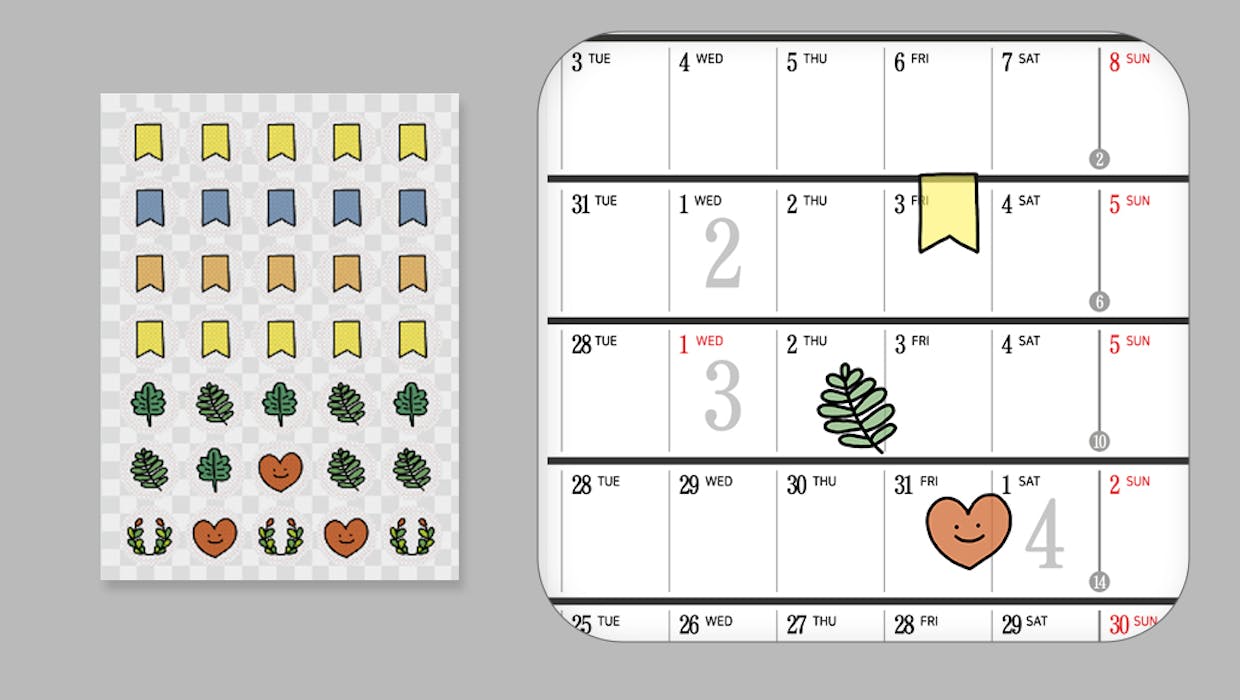 3 TUE 4 WED 5 THU 6 FRI 7 SAT 8 SUN
2
31 TUE 1 WED 2 THU 3 FRI 4 SAT 5 SUN
2
6
28 TUE 1 WED 2 THU 3 FRI 4 SAT 5 SUN
3
10
28 TUE 29 WED 30 THU 31 FRI 1 SAT 2 SUN
4
14
25 TUE 26 WED 27 THU 28 FRI 29 SAT 30 SUN